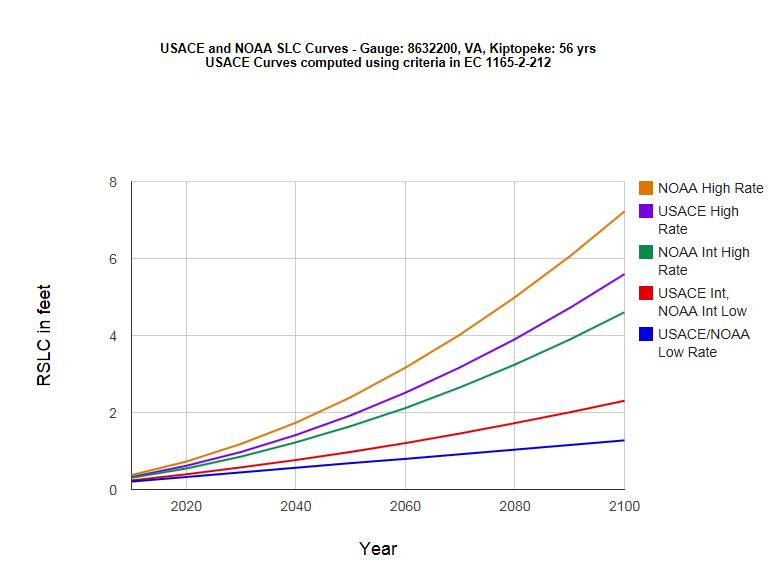 USACE and NOAA SLC Curves - Gauge: 8632200, VA, Kiptopeke: 56 yrs
USACE Curves computed using criteria in EC 1165-2-212
8
6
4
2
0
RSLC in feet
2020
2040
2060
2080
2100
Year
NOAA High Rate
USACE High
Rate
NOAA Int High
Rate
USACE Int,
NOAA Int Low
USACE/NOAA
Low Rate